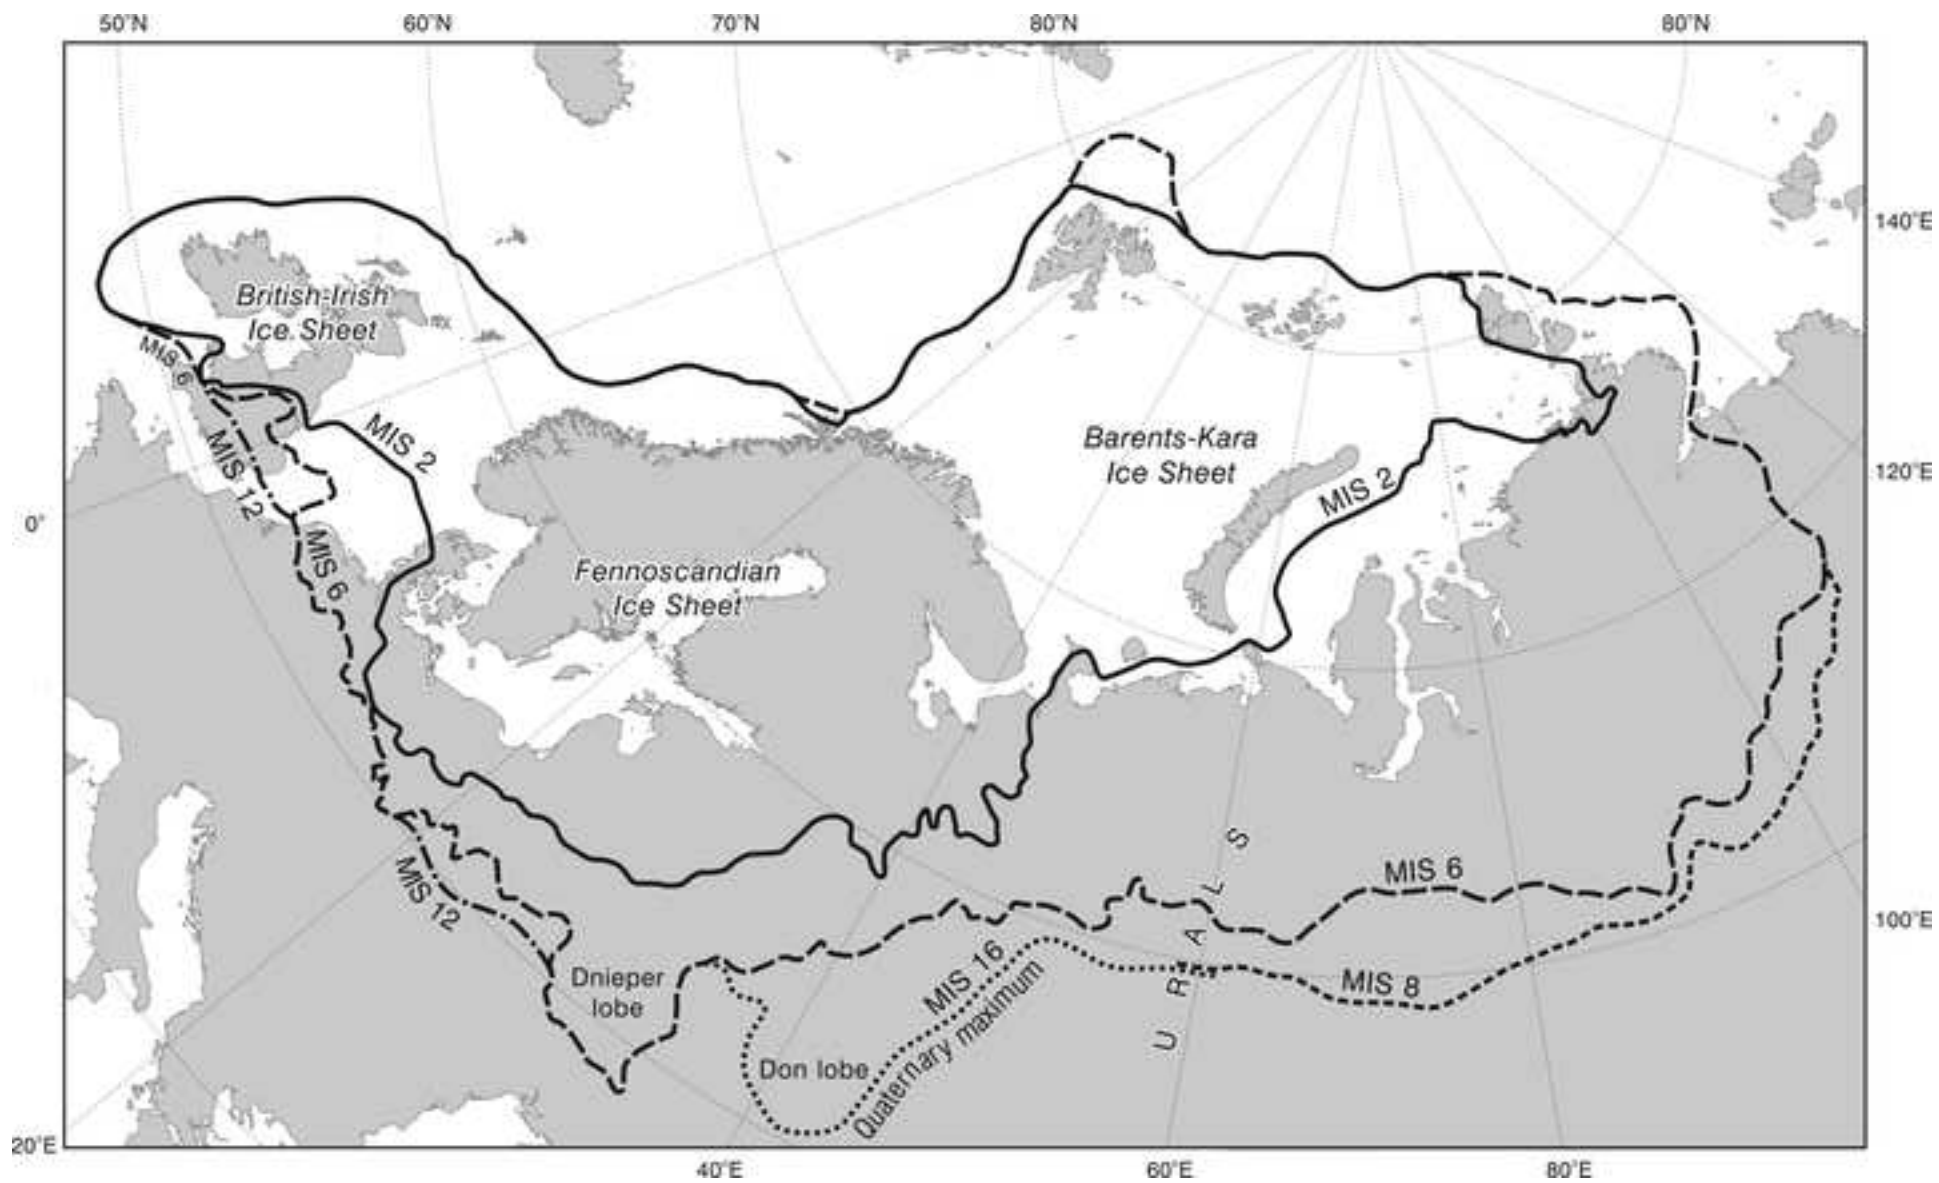 50°N
60°N
70°N
80°N
80°N
140°E
British-Irish
Ice Sheet
MIS 6
MIS 2
MIS 12
Barents-Kara
Ice Sheet
MIS 2
120°E
0°
MIS 6
Fennoscandian
Ice Sheet
MIS 12
MIS 6
100°E
URALS
Dnieper
lobe
MIS 16
Quaternary maximum
MIS 8
Don lobe
20°E
40°E
60°E
80°E